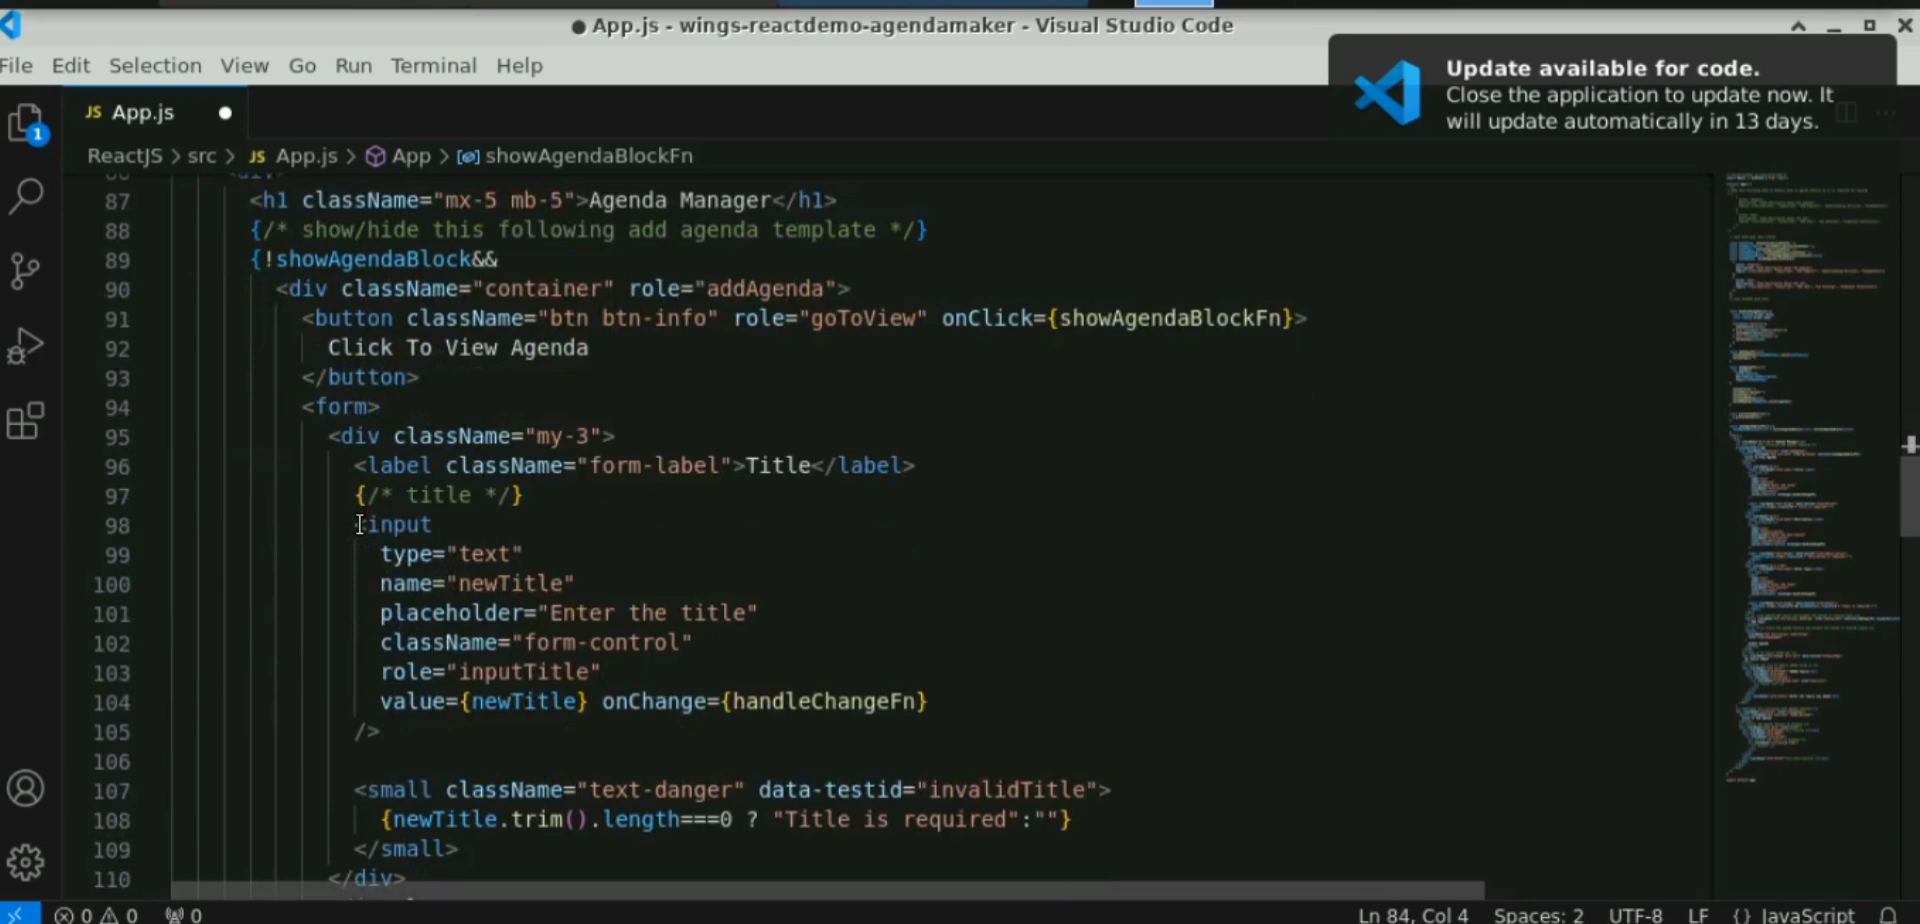 ● App.js - wings-reactdemo-agendamaker - Visual Studio Code
File Edit Selection View Go Run Terminal Help
Update available for code.
Close the application to update now. It
will update automatically in 13 days.
JS App.js ●
1
ReactJS > src > JS App.js > App > showAgendaBlockFn
87 <h1 className="mx-5 mb-5">Agenda Manager</h1>
88 {/* show/hide this following add agenda template */}
89 {!showAgendaBlock&&
90 <div className="container" role="addAgenda">
91 <button className="btn btn-info" role="goToView" onClick={showAgendaBlockFn}>
92 Click To View Agenda
93 </button>
94 <form>
95 <div className="my-3">
96 <label className="form-label">Title</label>
97 {/* title */}
98 <input
99 type="text"
100 name="newTitle"
101 placeholder="Enter the title"
102 className="form-control"
103 role="inputTitle"
104 value={newTitle} onChange={handleChangeFn}
105 />
106
107 <small className="text-danger" data-testid="invalidTitle">
108 {newTitle.trim().length===0 ? "Title is required":""}
109 </small>
110 </div>
0 0 0 Ln 84, Col 4 Spaces: 2 UTF-8 LF {} JavaScript